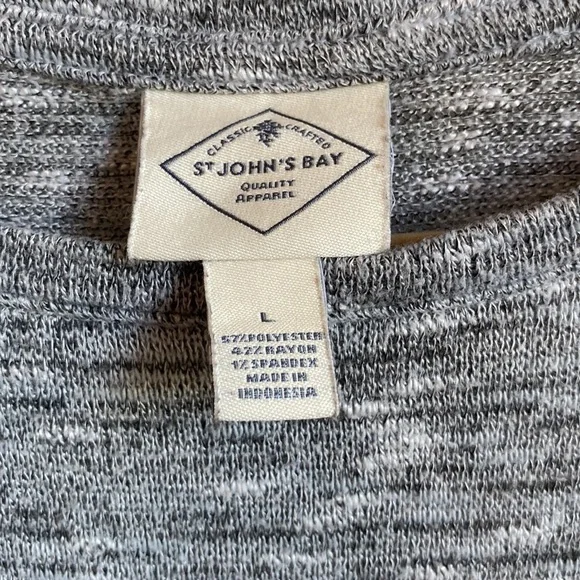 CLASSIC CRAFTED
ST JOHN'S BAY
QUALITY
APPAREL
L
57%POLYESTER
42%RAYON
1%SPANDEX
MADE IN
INDONESIA